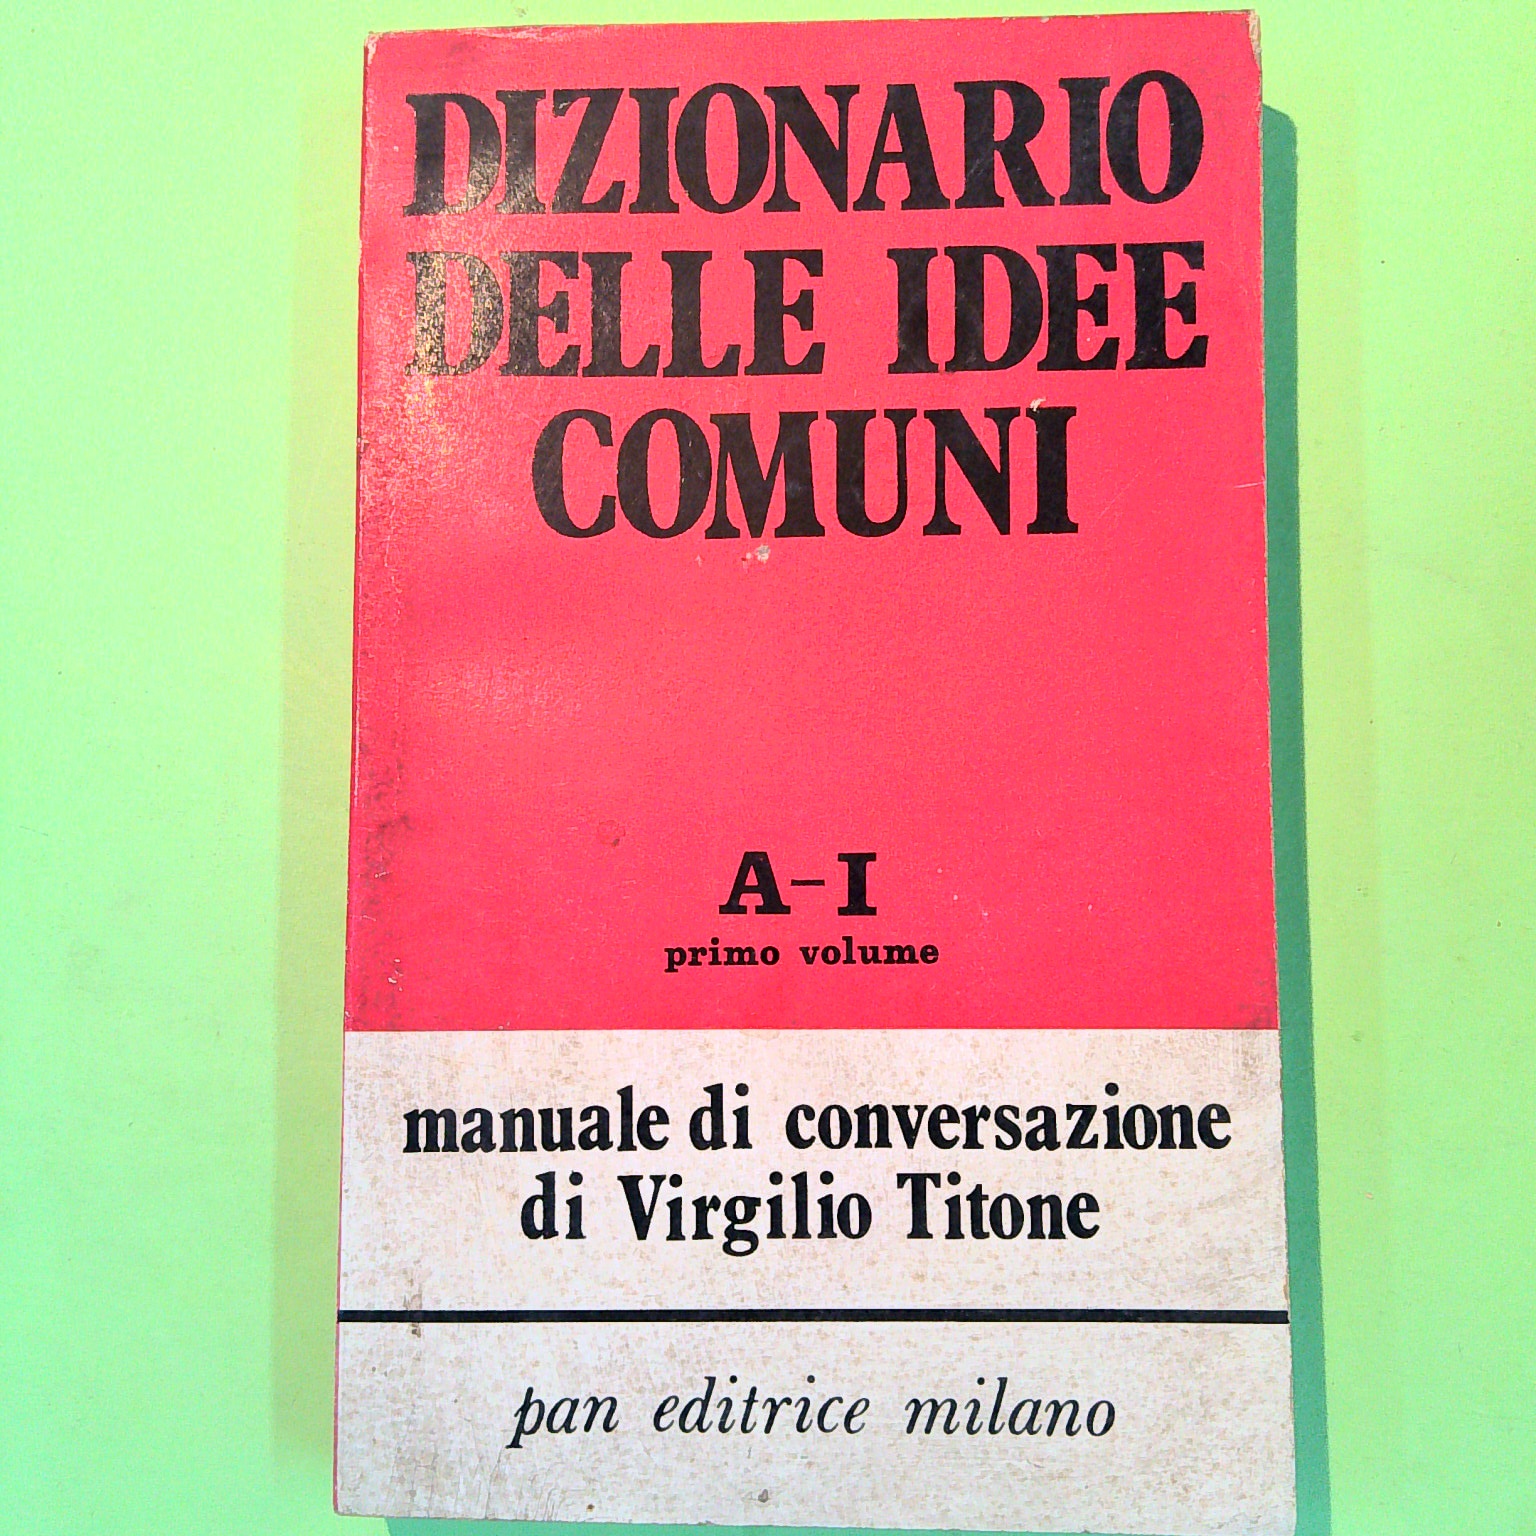 DIZIONARIO
DELLE IDEE
COMUNI
A-I
primo volume
manuale di conversazione
di Virgilio Titone
pan editrice milano